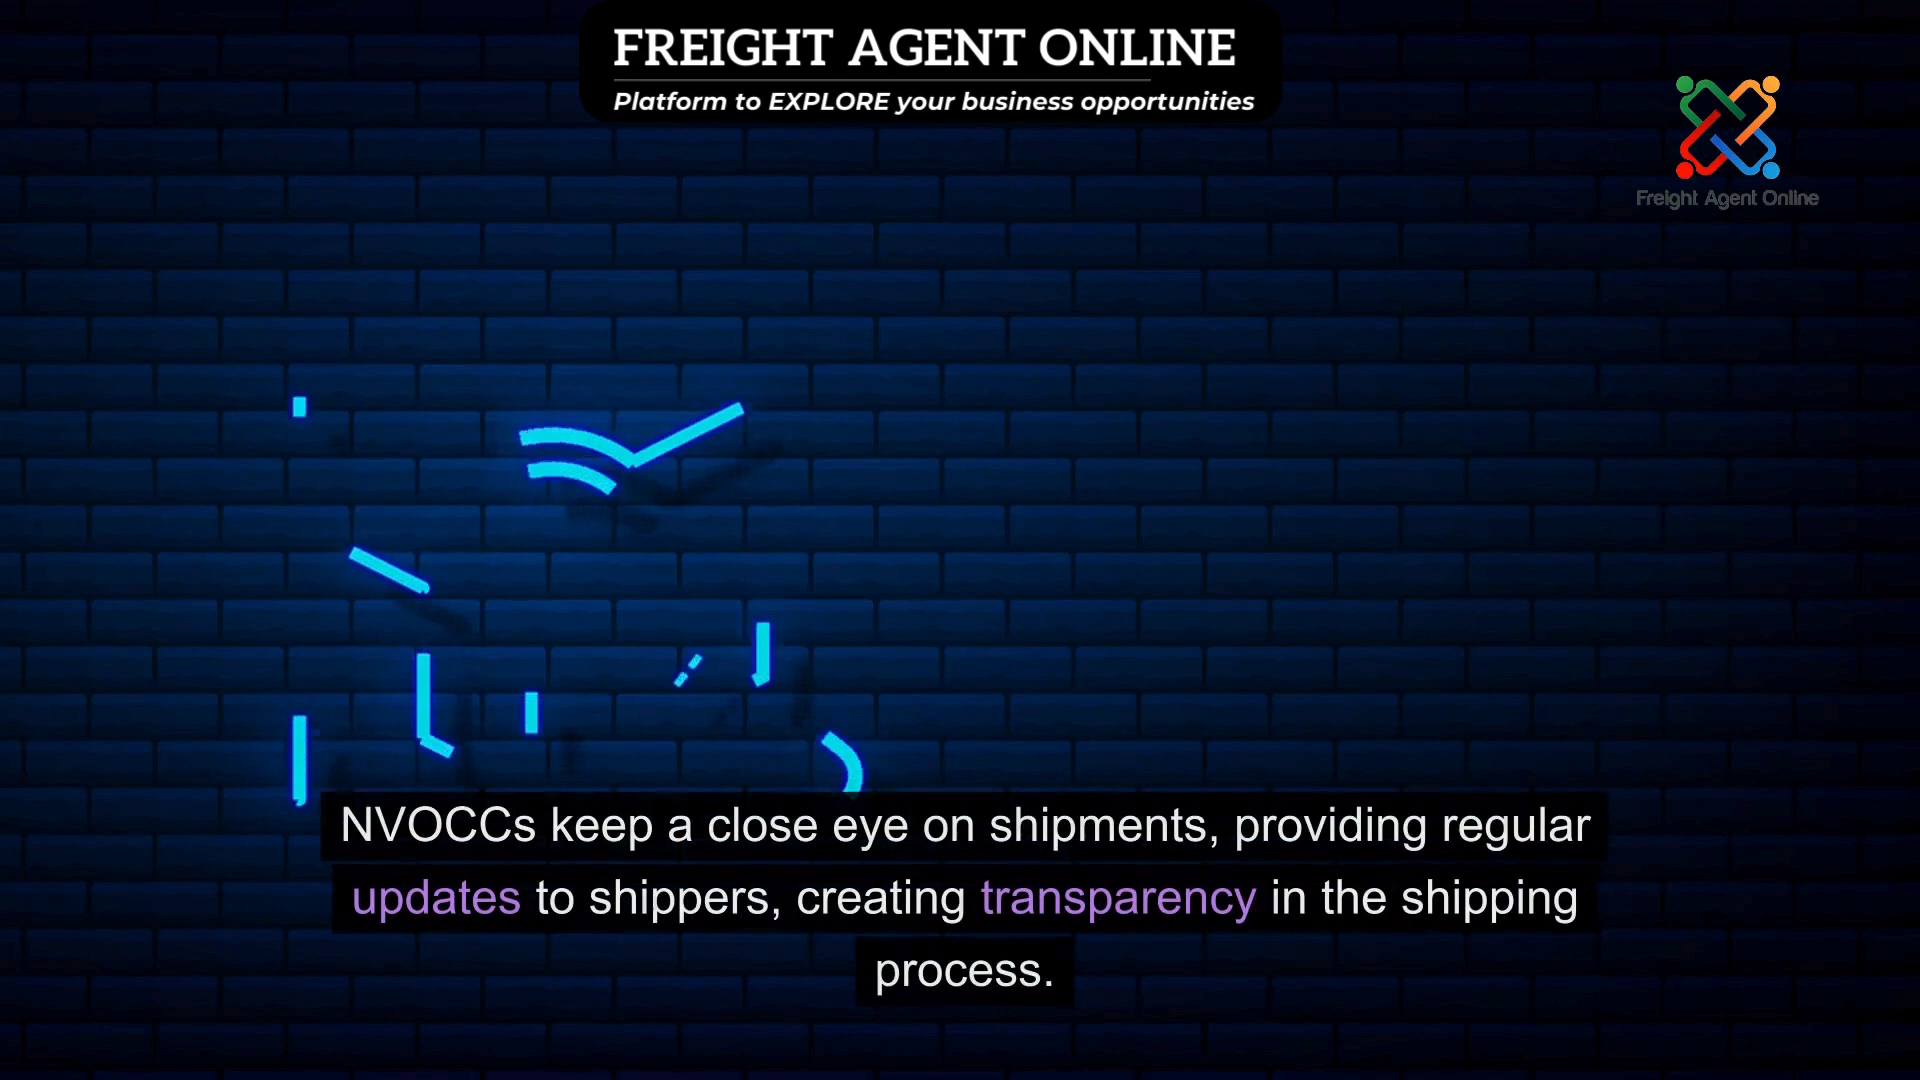 FREIGHT AGENT ONLINE
Platform to EXPLORE your business opportunities
Freight Agent Online
NVOCCs keep a close eye on shipments, providing regular
updates to shippers, creating transparency in the shipping
process.